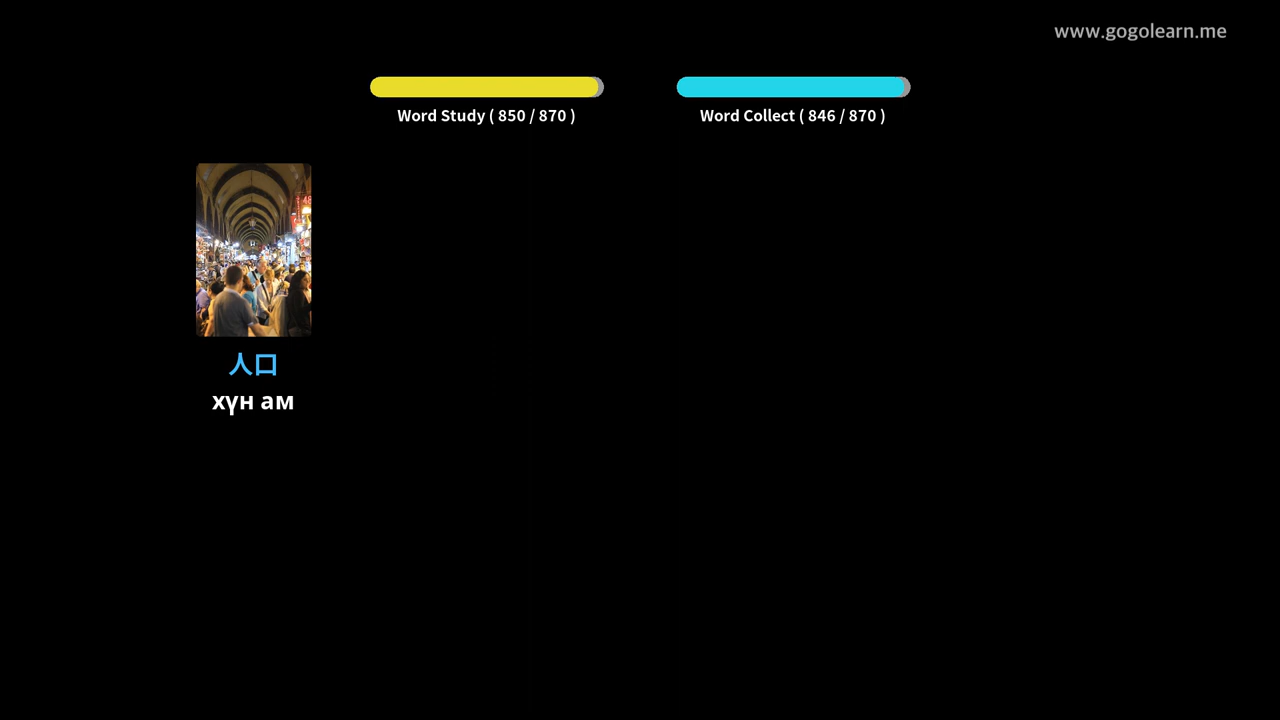 www.gogolearn.me
Word Study ( 850 / 870 )
Word Collect ( 846 / 870 )
人口
хүн ам